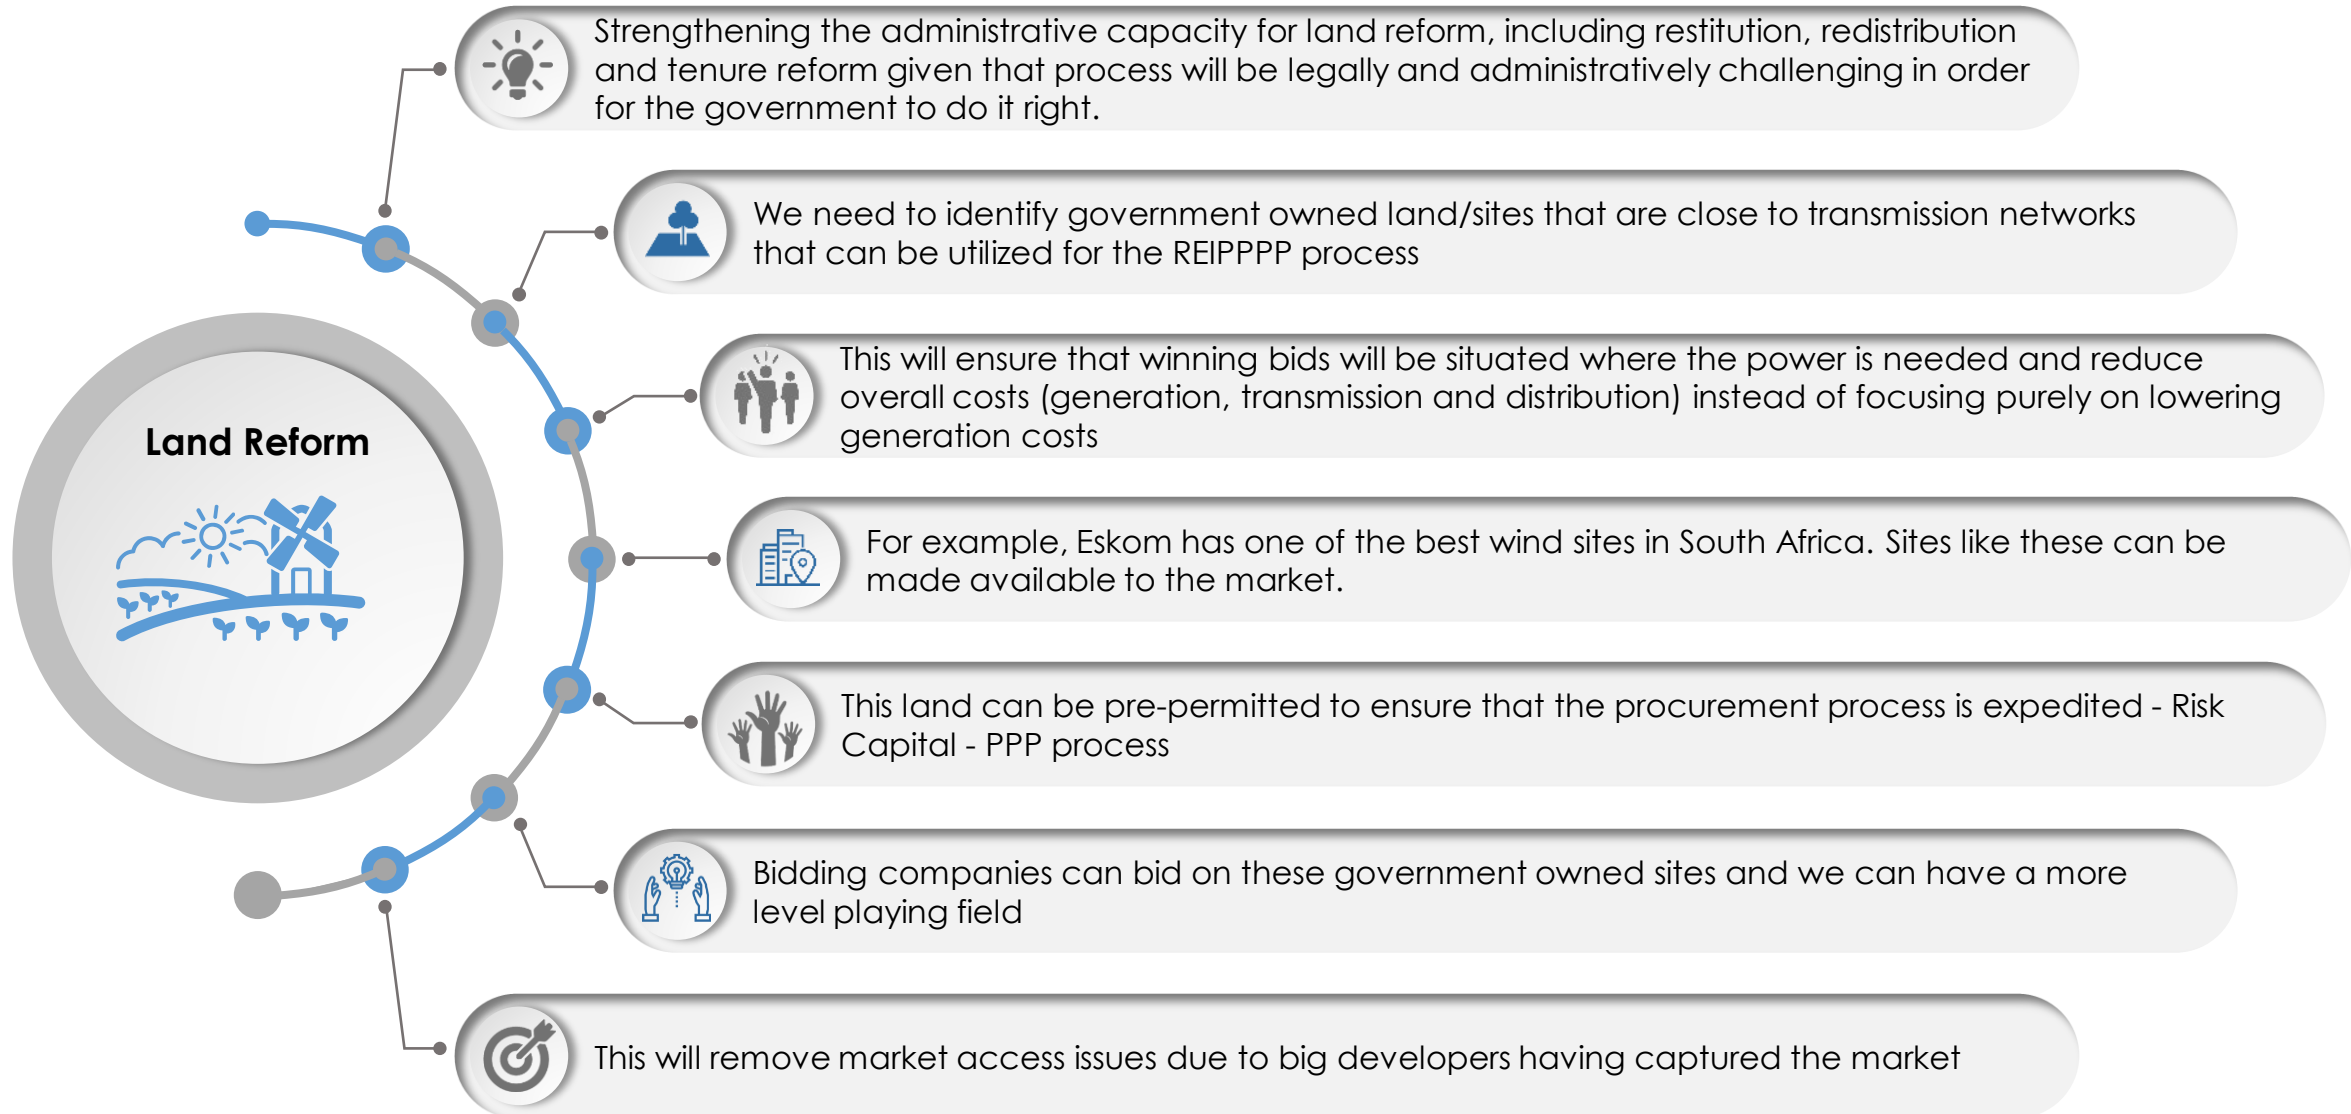 Land Reform
Strengthening the administrative capacity for land reform, including restitution, redistribution
and tenure reform given that process will be legally and administratively challenging in order
for the government to do it right.
We need to identify government owned land/sites that are close to transmission networks
that can be utilized for the REIPPPP process
This will ensure that winning bids will be situated where the power is needed and reduce
overall costs (generation, transmission and distribution) instead of focusing purely on lowering
generation costs
For example, Eskom has one of the best wind sites in South Africa. Sites like these can be
made available to the market.
This land can be pre-permitted to ensure that the procurement process is expedited - Risk
Capital - PPP process
Bidding companies can bid on these government owned sites and we can have a more
level playing field
This will remove market access issues due to big developers having captured the market